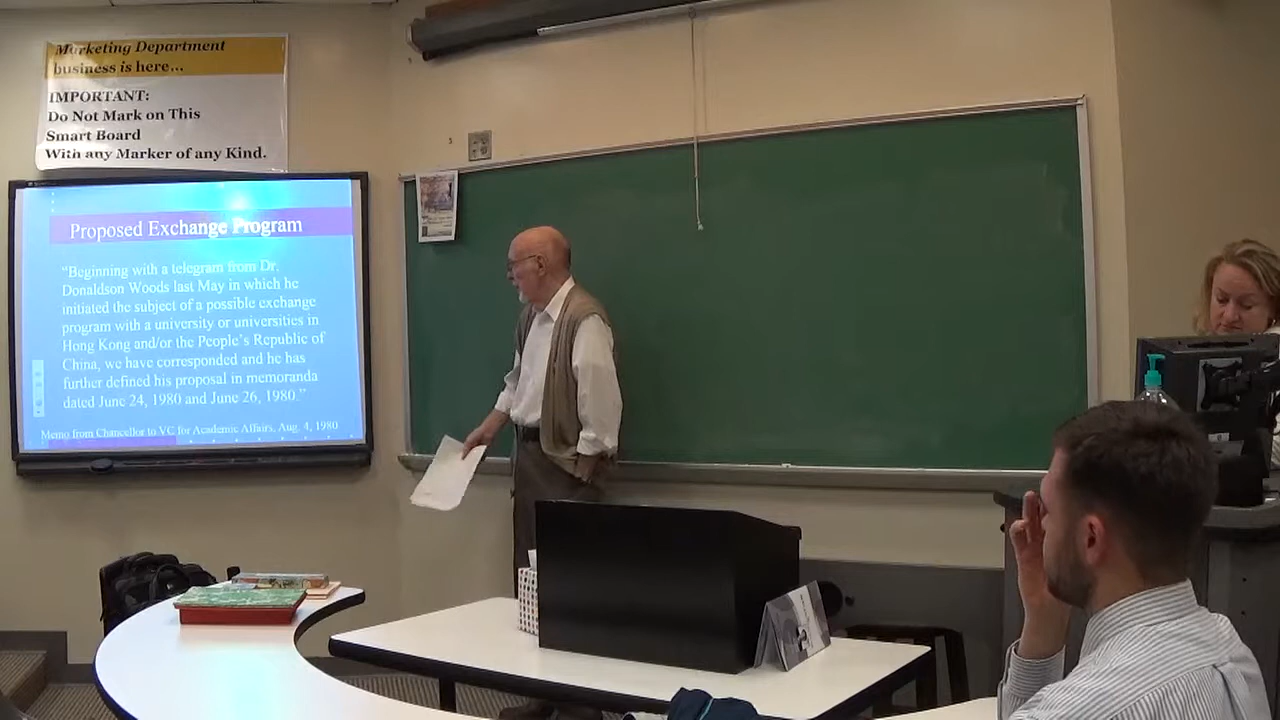 Marketing Department
business is here...
IMPORTANT:
Do Not Mark on This
Smart Board
With any Marker of any Kind.
Proposed Exchange Program
“Beginning with a telegram from Dr.
Donaldson Woods last May in which he
initiated the subject of a possible exchange
program with a university or universities in
Hong Kong and/or the People’s Republic of
China, we have corresponded and he has
further defined his proposal in memoranda
dated June 24, 1980 and June 26, 1980.”
Memo from Chancellor to VC for Academic Affairs, Aug. 4, 1980